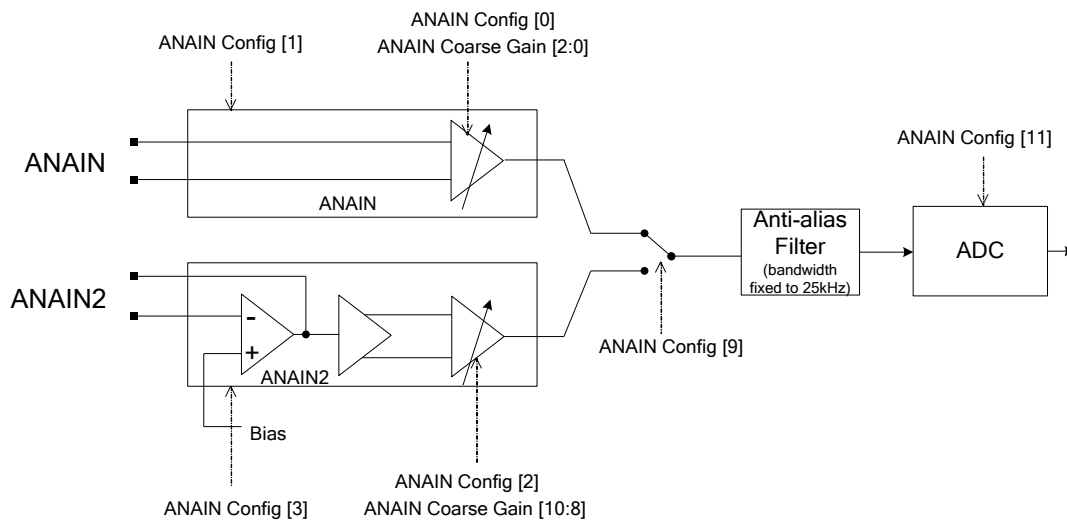 ANAIN Config [0]
ANAIN Config [1]
ANAIN Coarse Gain [2:0]
ANAIN Config [11]
ANAIN
ANAIN
Anti-alias
Filter
(bandwidth
fixed to 25kHz)
ADC
ANAIN2
-
+
ANAIN2
ANAIN Config [9]
Bias
ANAIN Config [2]
ANAIN Config [3]
ANAIN Coarse Gain [10:8]